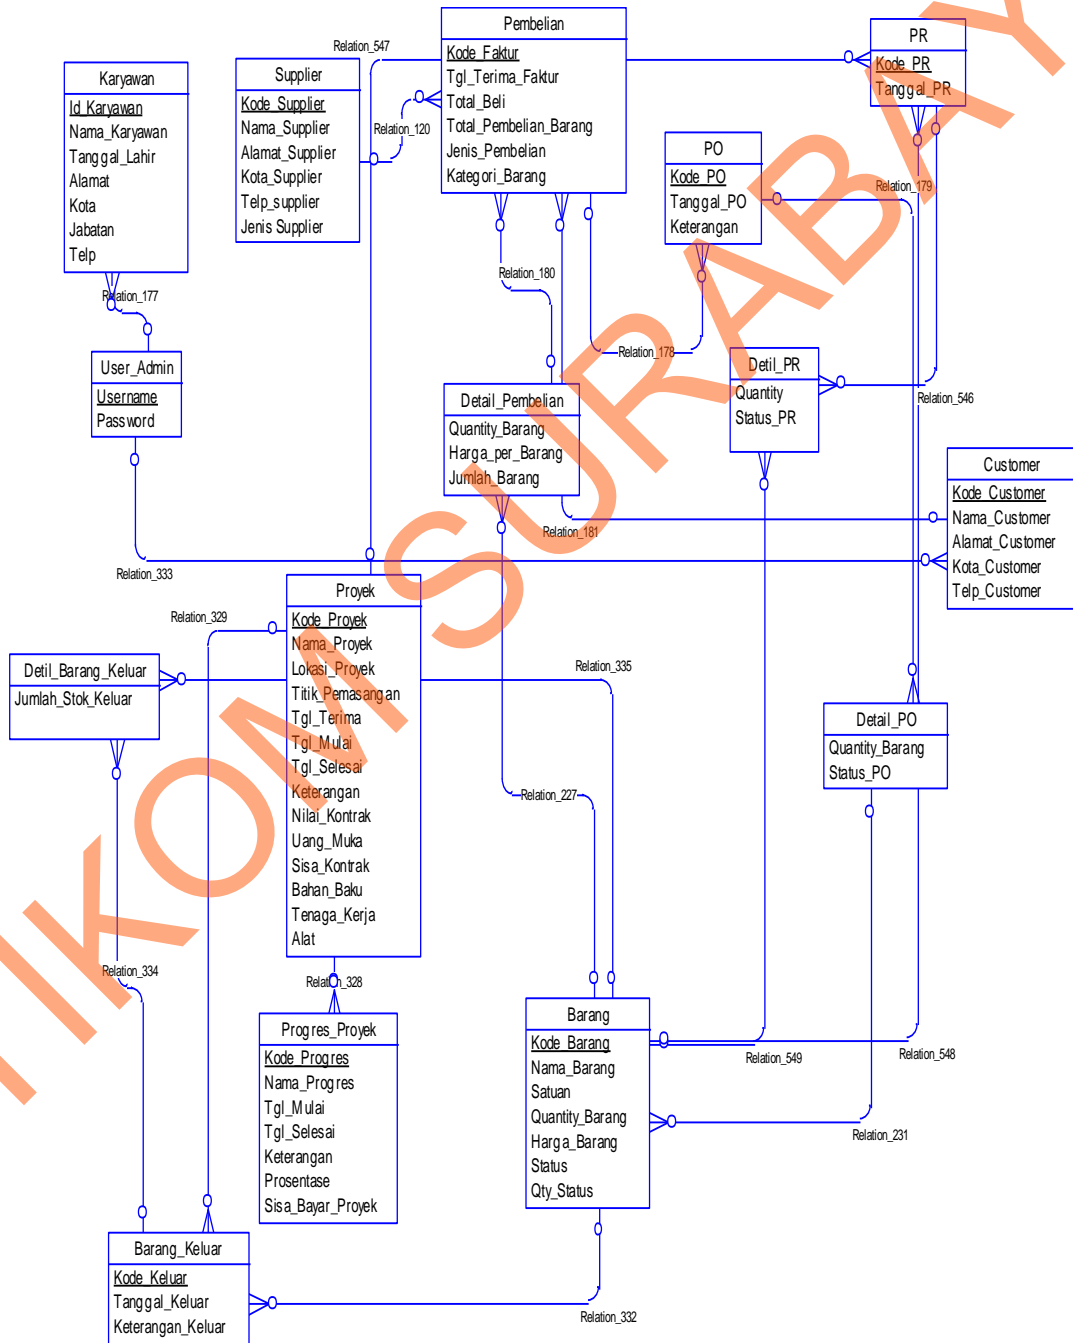 Pembelian
Kode_Faktur
Tgl_Terima_Faktur
Total_Beli
Total_Pembelian_Barang
Jenis_Pembelian
Kategori_Barang
PR
Kode_PR
Tanggal_PR
Relation_547
Karyawan
Id_Karyawan
Nama_Karyawan
Tanggal_Lahir
Alamat
Kota
Jabatan
Telp
Supplier
Kode_Supplier
Nama_Supplier
Alamat_Supplier
Kota_Supplier
Telp_supplier
Jenis Supplier
Relation_120
PO
Kode_PO
Tanggal_PO
Keterangan
Relation_179
Relation_180
Relation_177
User_Admin
Username
Password
Relation_178
Detil_PR
Quantity
Status_PR
Relation_546
Detail_Pembelian
Quantity_Barang
Harga_per_Barang
Jumlah_Barang
Customer
Kode_Customer
Nama_Customer
Alamat_Customer
Kota_Customer
Telp_Customer
Relation_181
Relation_333
Proyek
Kode_Proyek
Nama_Proyek
Lokasi_Proyek
Titik_Pemasangan
Tgl_Terima
Tgl_Mulai
Tgl_Selesai
Keterangan
Nilai_Kontrak
Uang_Muka
Sisa_Kontrak
Bahan_Baku
Tenaga_Kerja
Alat
Relation_329
Detil_Barang_Keluar
Jumlah_Stok_Keluar
Relation_335
Detail_PO
Quantity_Barang
Status_PO
Relation_227
Relation_334
Relation_328
Progres_Proyek
Kode_Progres
Nama_Progres
Tgl_Mulai
Tgl_Selesai
Keterangan
Prosentase
Sisa_Bayar_Proyek
Barang
Kode_Barang
Nama_Barang
Satuan
Quantity_Barang
Harga_Barang
Status
Qty_Status
Relation_549
Relation_548
Relation_231
Barang_Keluar
Kode_Keluar
Tanggal_Keluar
Keterangan_Keluar
Relation_332
IKOM SURABAY